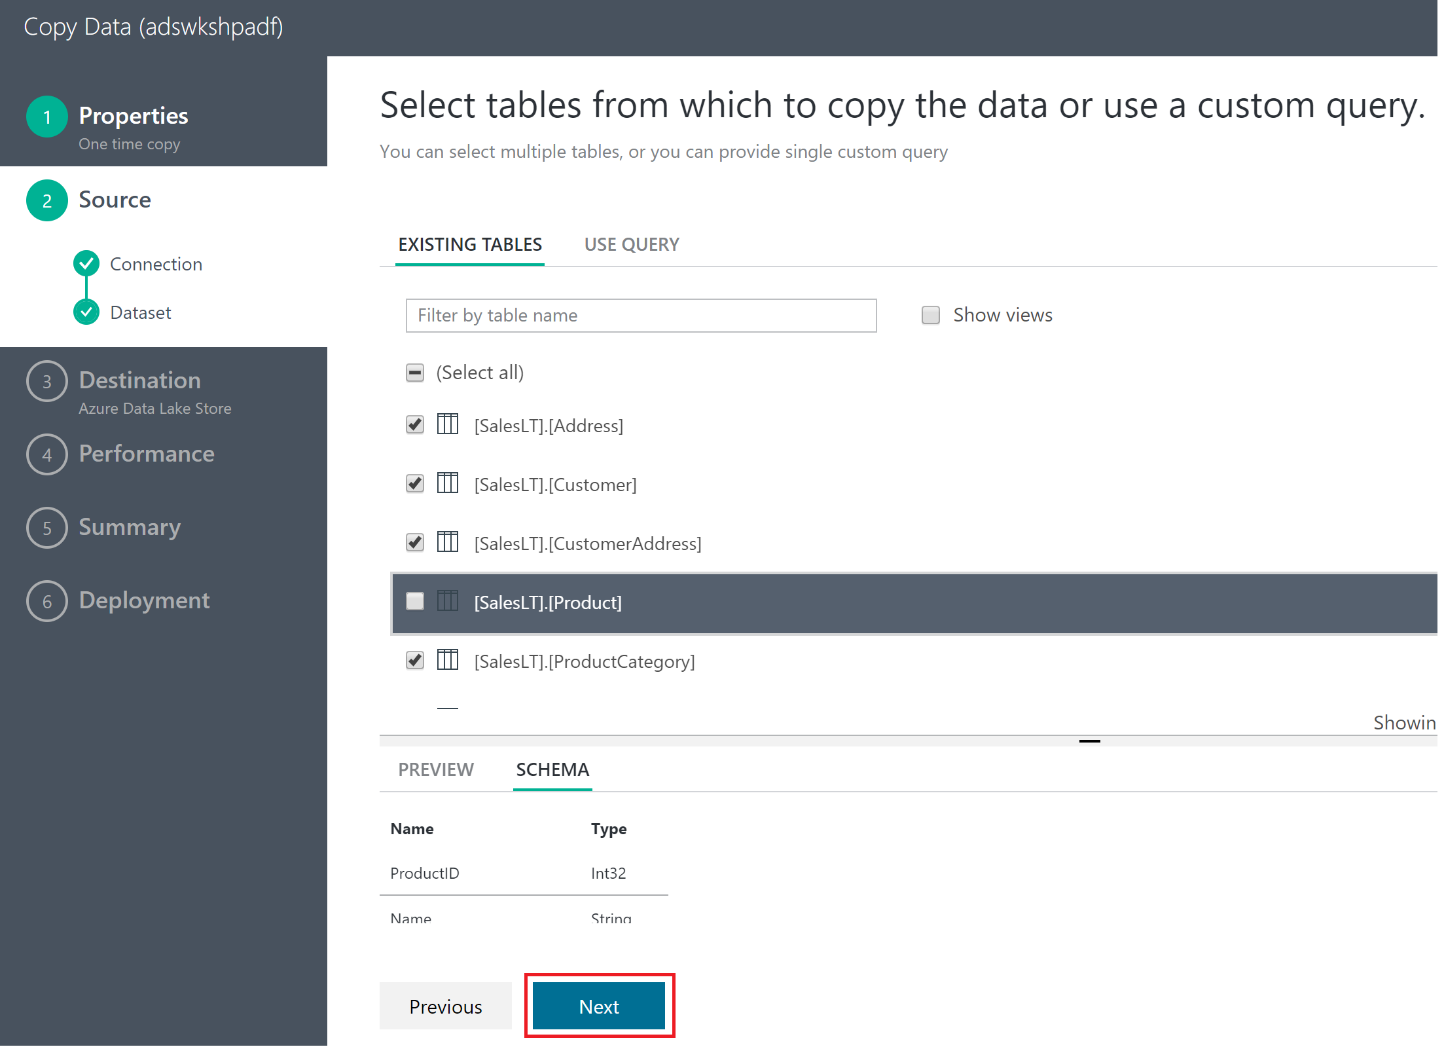 Copy Data (adswkshpadf)
1 Properties
One time copy
2 Source
Connection
Dataset
3 Destination
Azure Data Lake Store
4 Performance
5 Summary
6 Deployment
Select tables from which to copy the data or use a custom query.
You can select multiple tables, or you can provide single custom query
EXISTING TABLES USE QUERY
Filter by table name Show views
(Select all)
[SalesLT].[Address]
[SalesLT].[Customer]
[SalesLT].[CustomerAddress]
[SalesLT].[Product]
[SalesLT].[ProductCategory]
Showin
PREVIEW SCHEMA
Name Type
ProductID Int32
Name String
Previous Next